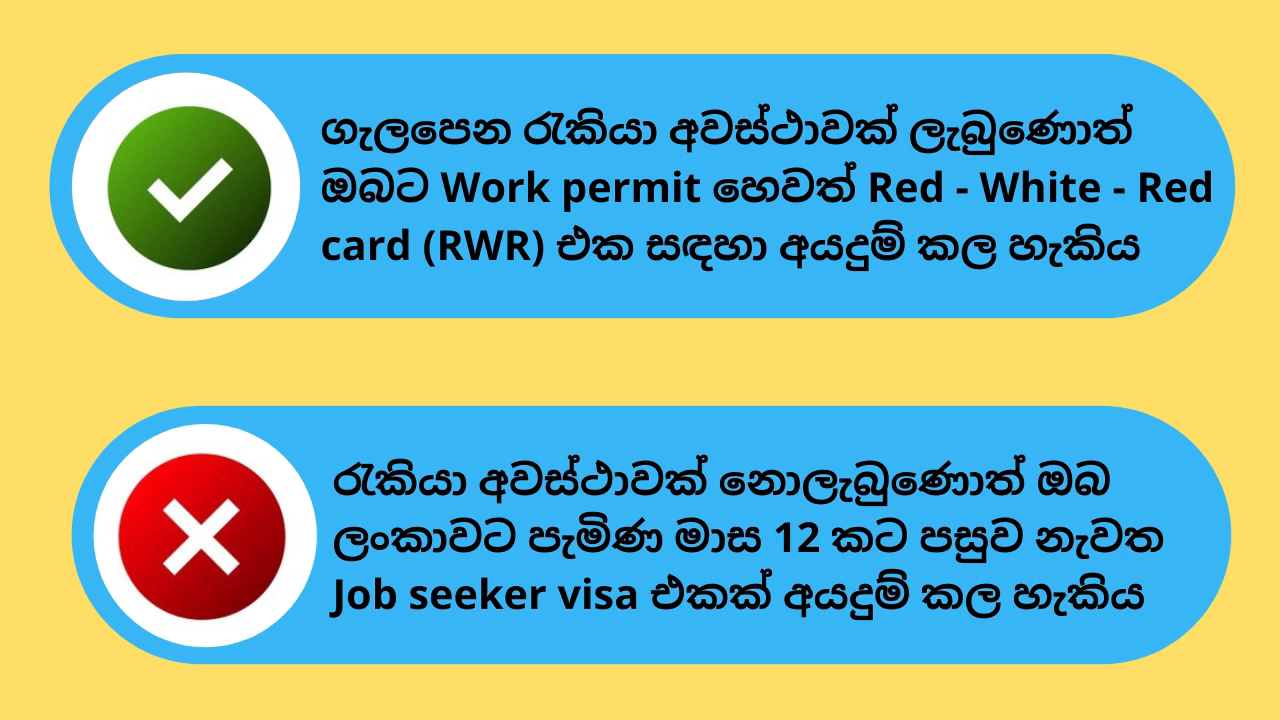 ගැලපෙන රැකියා අවස්ථාවක් ලැබුණොත්
ඔබට Work permit හෙවත් Red - White - Red
card (RWR) එක සඳහා අයදුම් කල හැකිය
රැකියා අවස්ථාවක් නොලැබුණොත් ඔබ
ලංකාවට පැමිණ මාස 12 කට පසුව නැවත
Job seeker visa එකක් අයදුම් කල හැකිය